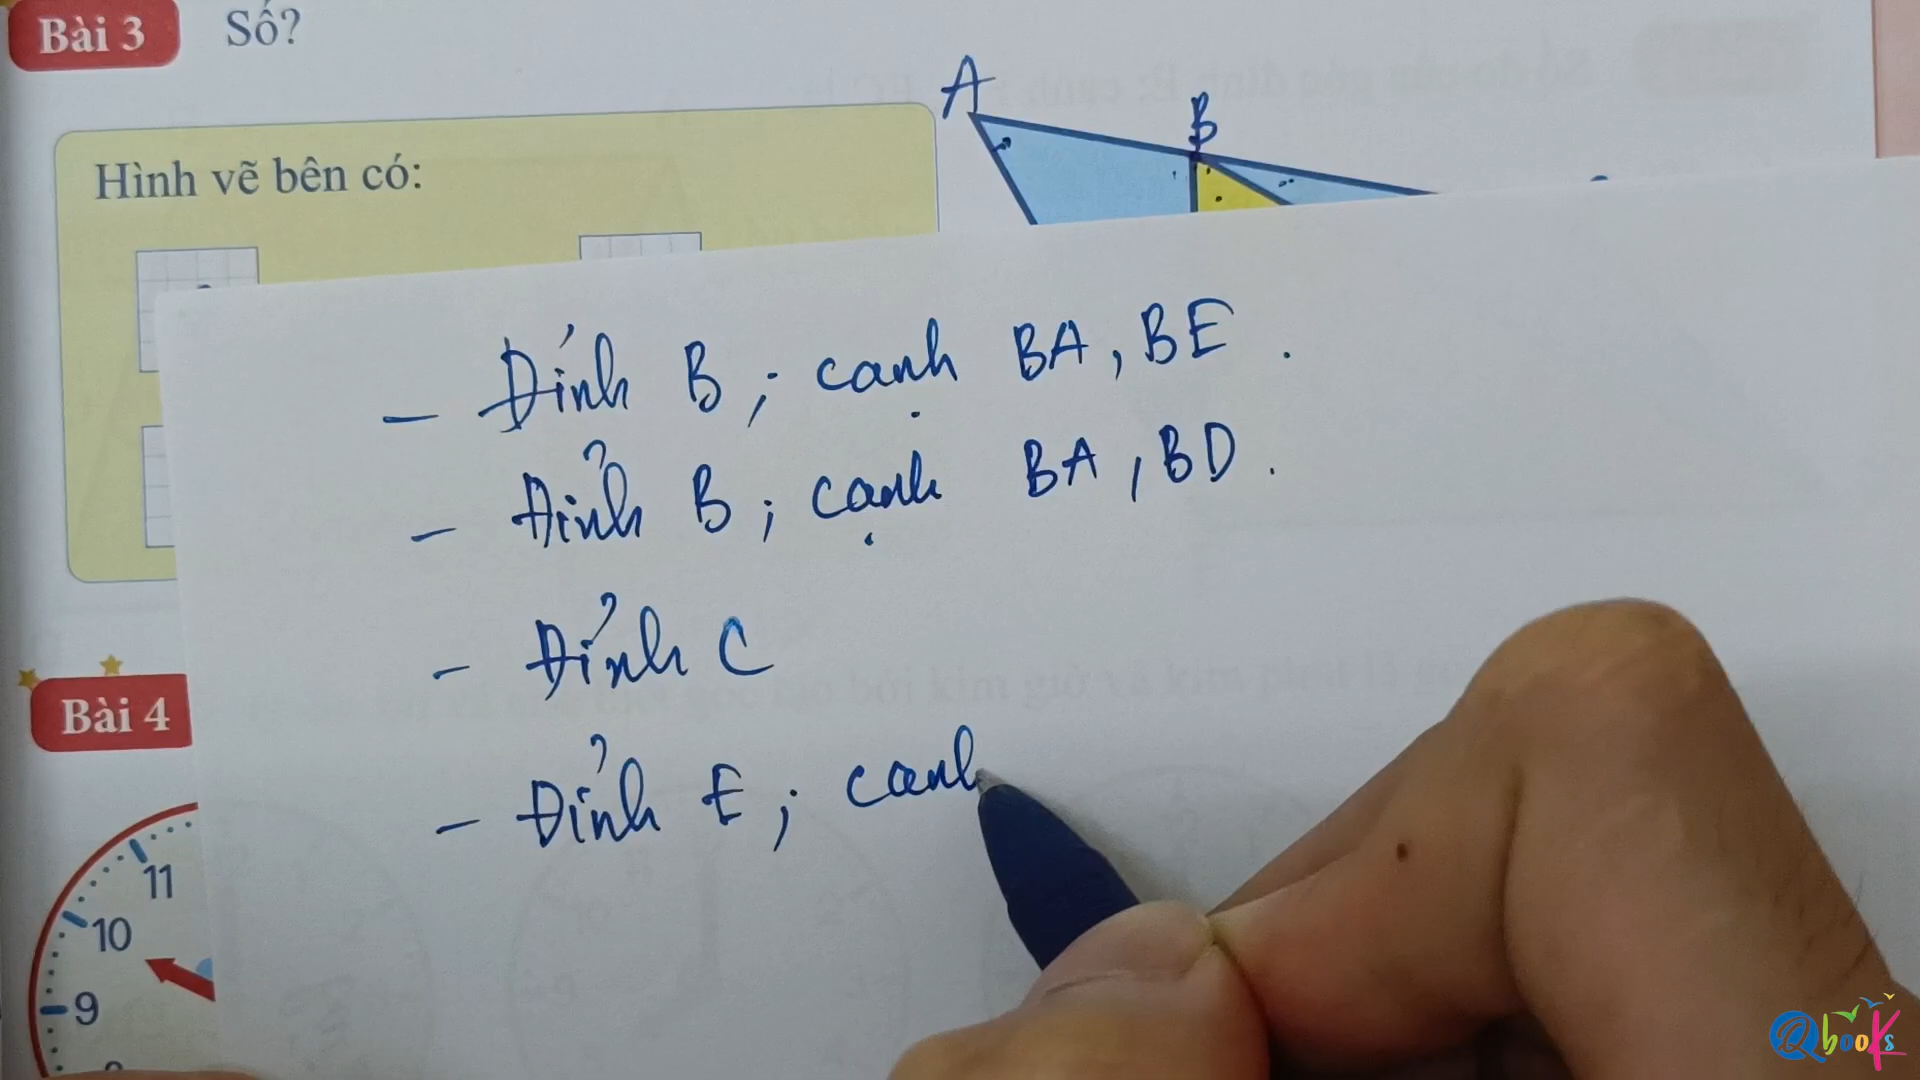 Bài 3 Số?
A
B
Hình vẽ bên có:
- Đỉnh B; cạnh BA, BE.
- Đỉnh B; cạnh BA, BD.
- Đỉnh C
- Đỉnh E; canh
Bài 4
11
10
9
Qbooks